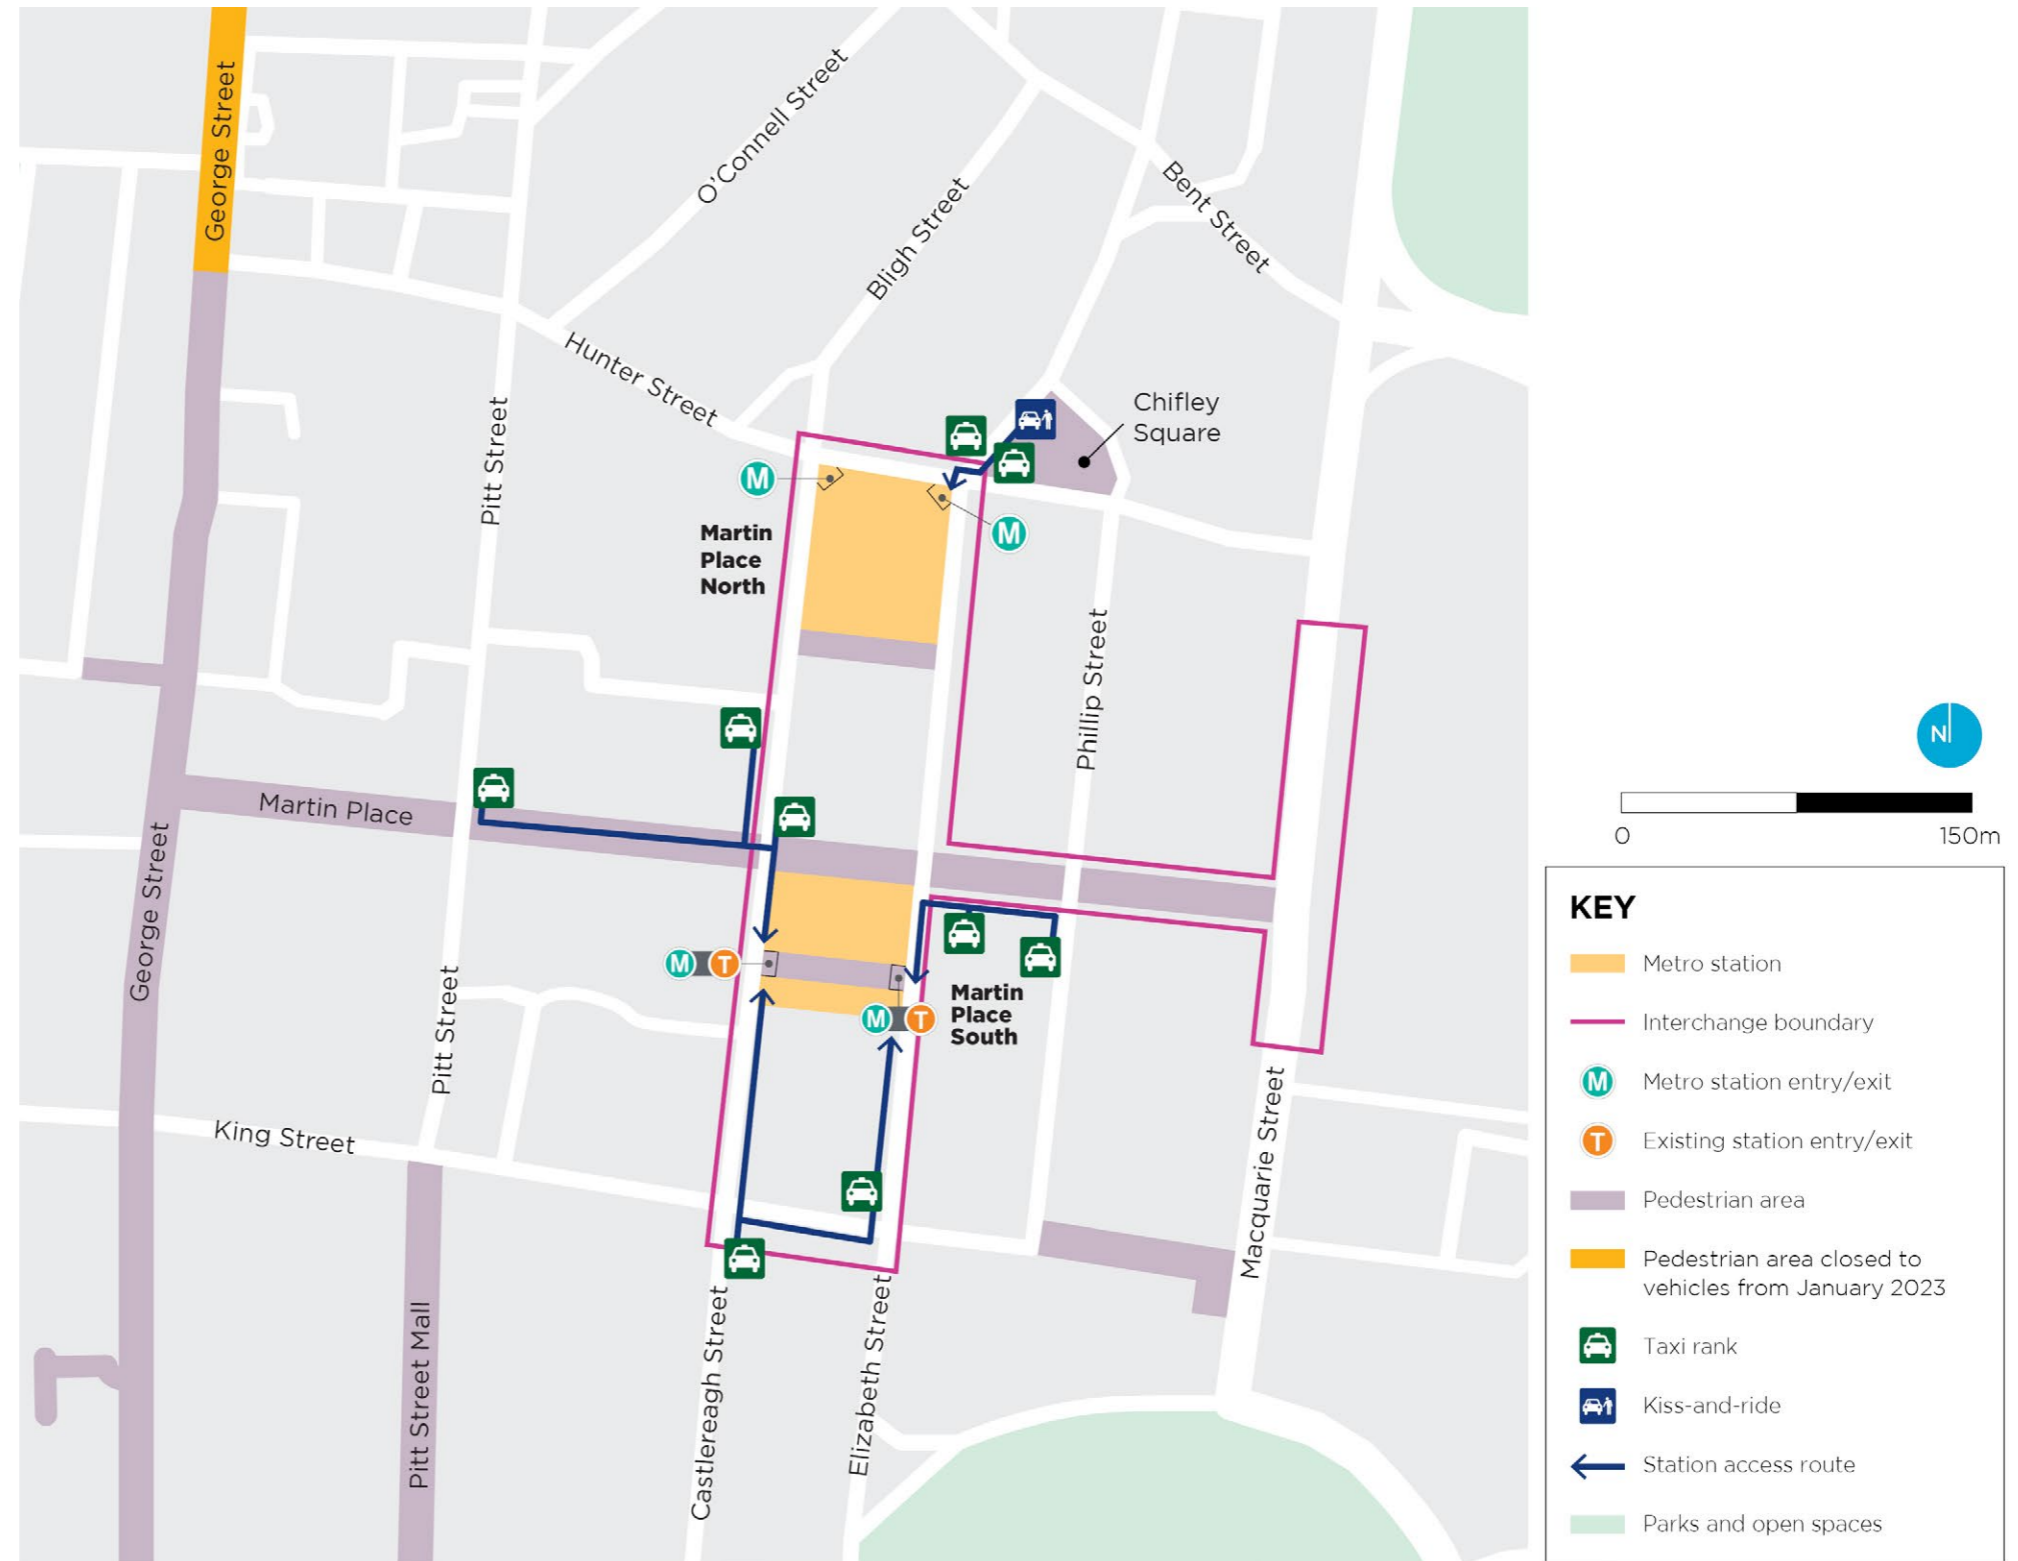 George Street
O'Connell Street
Bligh Street
Bent Street
Hunter Street
Pitt Street
Chifley
Square
M
M
Martin
Place
North
Phillip Street
Martin Place
George Street
M T
M T
Martin
Place
South
Pitt Street
King Street
Macquarie Street
Pitt Street Mall
Castlereagh Street
Elizabeth Street
N
0 150m
KEY
Metro station
Interchange boundary
M Metro station entry/exit
T Existing station entry/exit
Pedestrian area
Pedestrian area closed to
vehicles from January 2023
Taxi rank
Kiss-and-ride
Station access route
Parks and open spaces